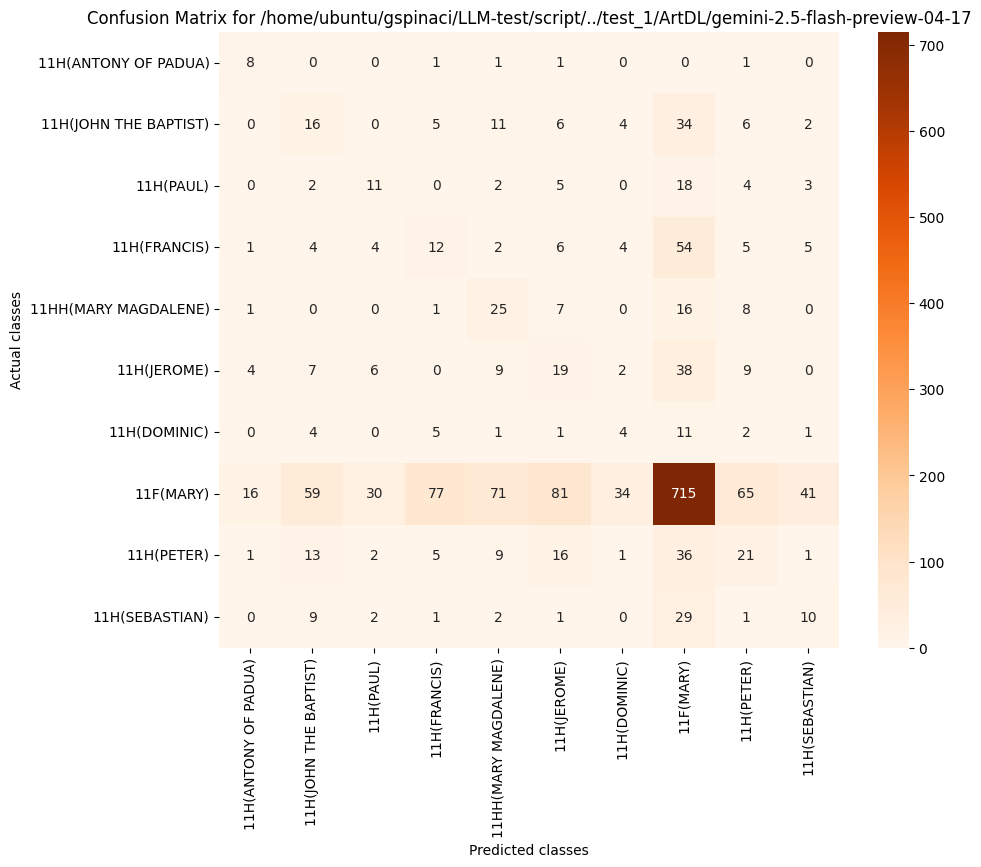 Confusion Matrix for /home/ubuntu/gspinaci/LLM-test/script/../test_1/ArtDL/gemini-2.5-flash-preview-04-17
Actual classes
11H(ANTONY OF PADUA) 8 0 0 1 1 1 0 0 1 0
11H(JOHN THE BAPTIST) 0 16 0 5 11 6 4 34 6 2
11H(PAUL) 0 2 11 0 2 5 0 18 4 3
11H(FRANCIS) 1 4 4 12 2 6 4 54 5 5
11HH(MARY MAGDALENE) 1 0 0 1 25 7 0 16 8 0
11H(JEROME) 4 7 6 0 9 19 2 38 9 0
11H(DOMINIC) 0 4 0 5 1 1 4 11 2 1
11F(MARY) 16 59 30 77 71 81 34 715 65 41
11H(PETER) 1 13 2 5 9 16 1 36 21 1
11H(SEBASTIAN) 0 9 2 1 2 1 0 29 1 10
11H(ANTONY OF PADUA)
11H(JOHN THE BAPTIST)
11H(PAUL)
11H(FRANCIS)
11HH(MARY MAGDALENE)
11H(JEROME)
11H(DOMINIC)
11F(MARY)
11H(PETER)
11H(SEBASTIAN)
Predicted classes
700
600
500
400
300
200
100
0